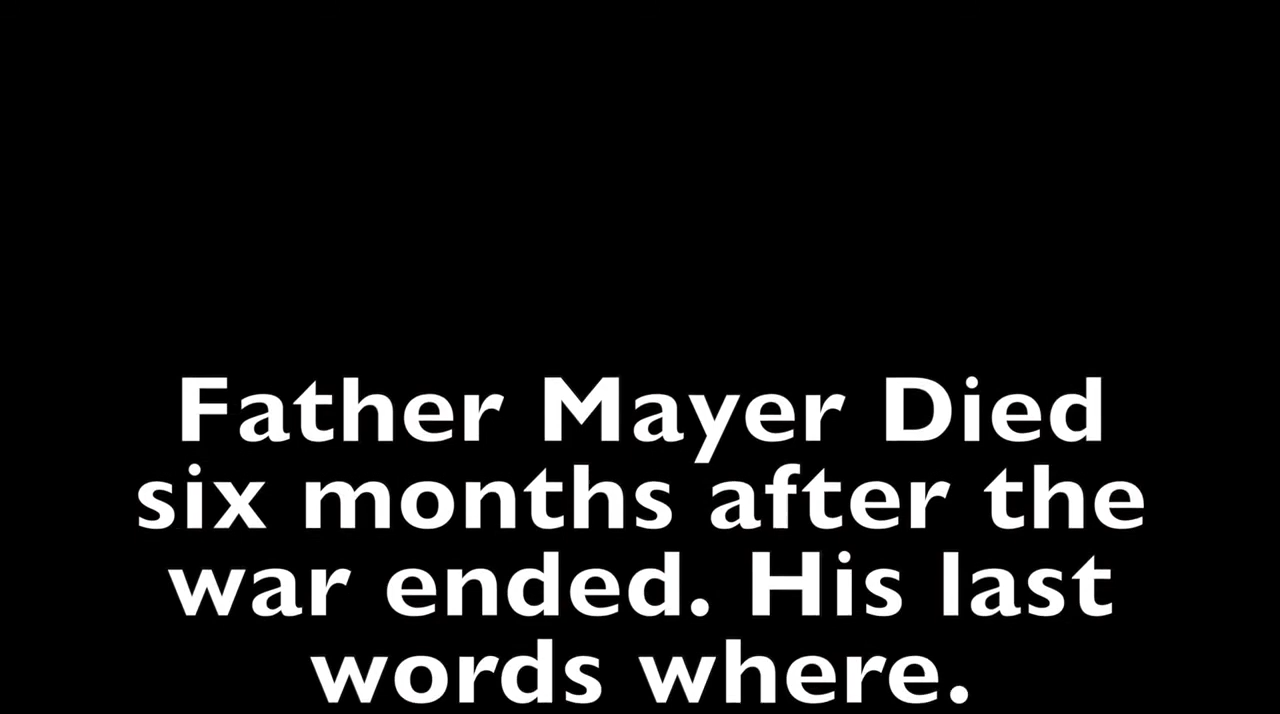 Father Mayer Died
six months after the
war ended. His last
words where.